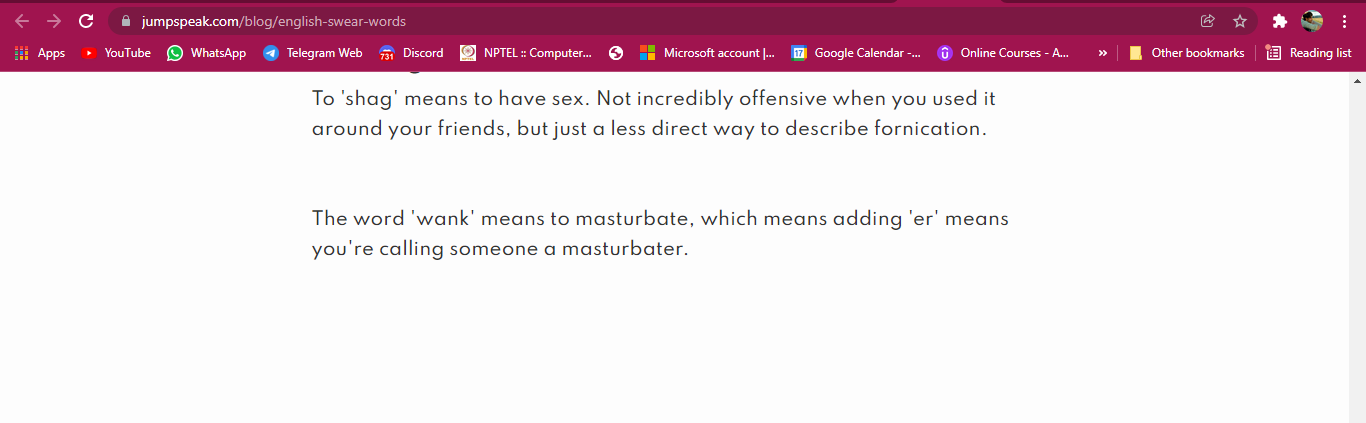 jumpspeak.com/blog/english-swear-words
Apps YouTube WhatsApp Telegram Web 731 Discord NPTEL :: Computer... Microsoft account |... 17 Google Calendar -... Online Courses - A... » Other bookmarks Reading list
To 'shag' means to have sex. Not incredibly offensive when you used it
around your friends, but just a less direct way to describe fornication.
The word 'wank' means to masturbate, which means adding 'er' means
you're calling someone a masturbater.